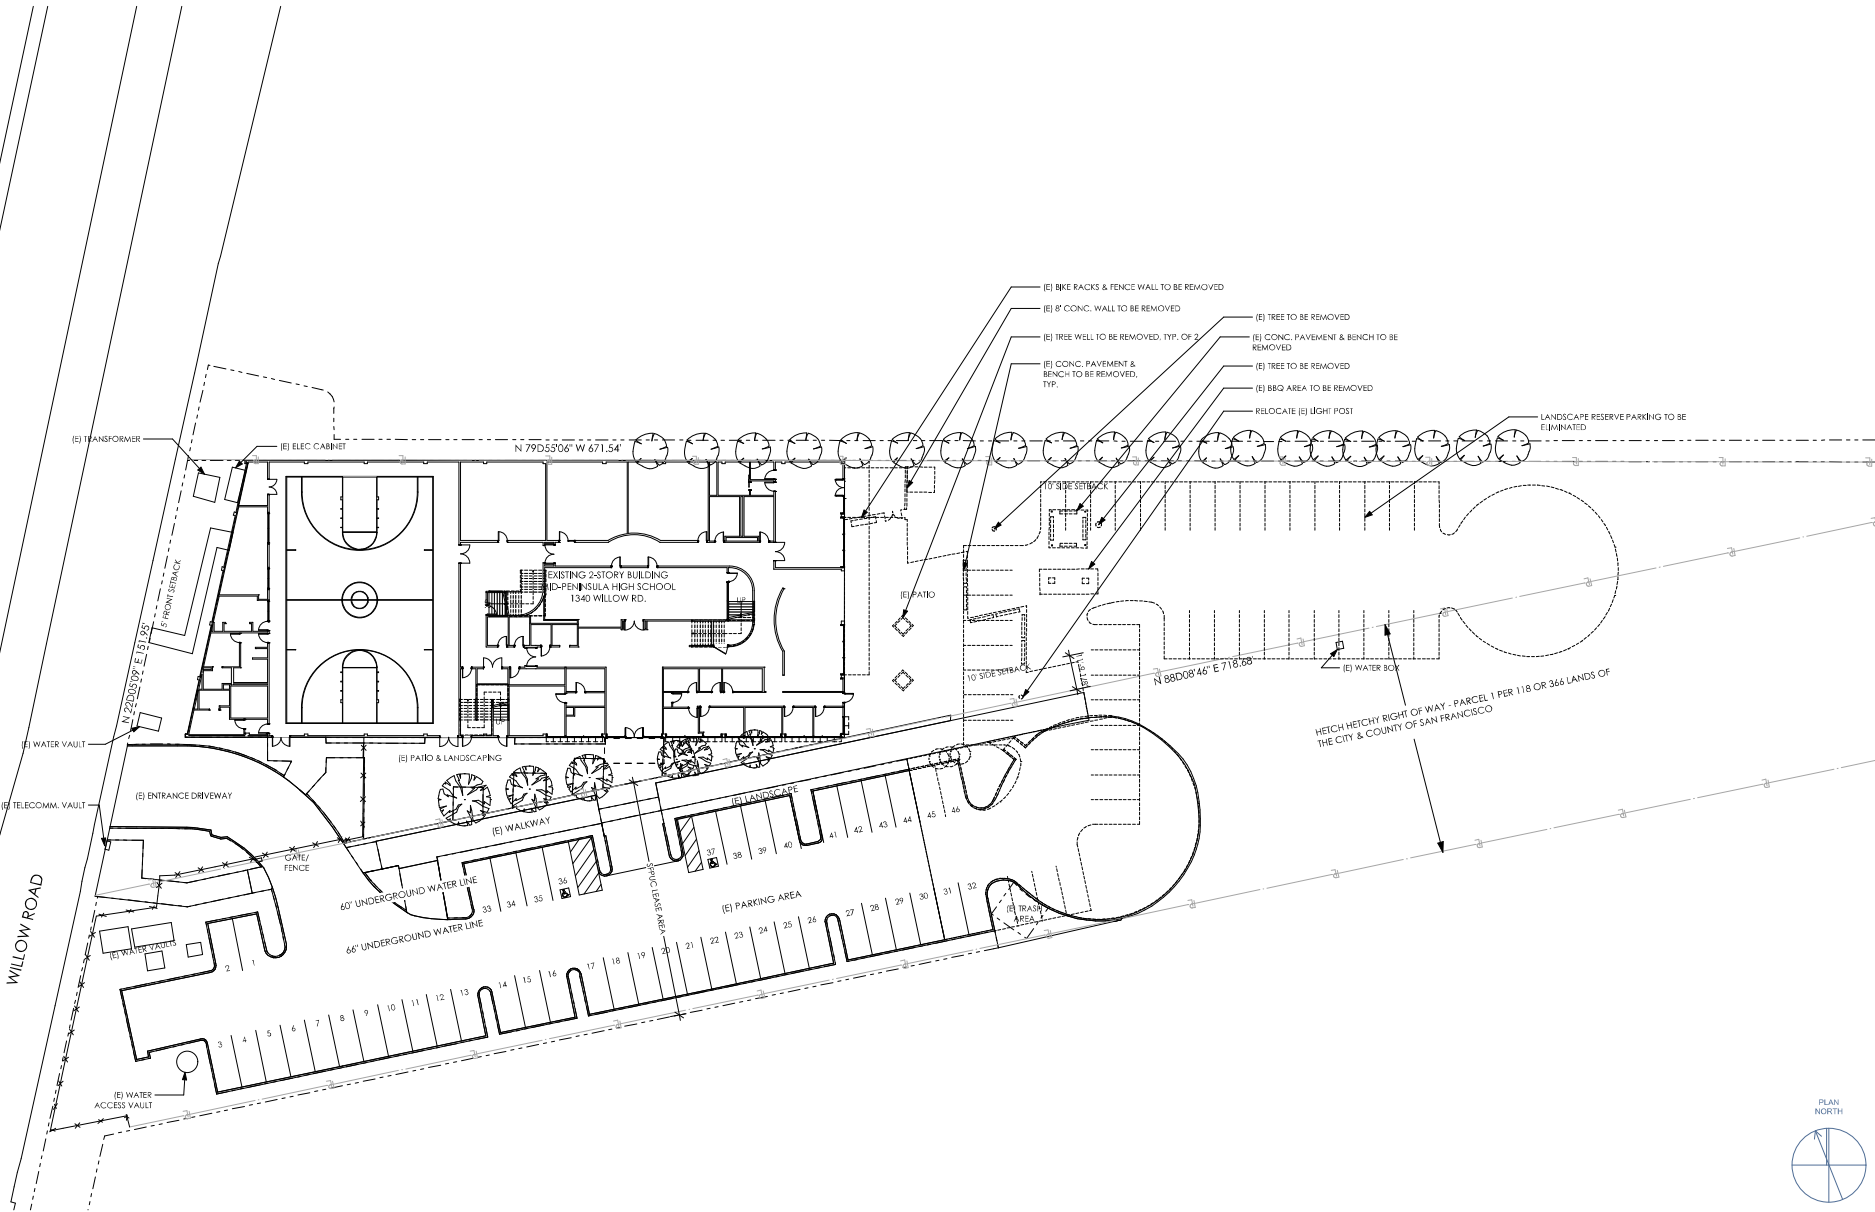 (E) BIKE RACKS & FENCE WALL TO BE REMOVED
(E) 8' CONC. WALL TO BE REMOVED
(E) TREE WELL TO BE REMOVED, TYP. OF 2
(E) CONC. PAVEMENT &
BENCH TO BE REMOVED,
TYP.
(E) TREE TO BE REMOVED
(E) CONC. PAVEMENT & BENCH TO BE
REMOVED
(E) TREE TO BE REMOVED
(E) BBQ AREA TO BE REMOVED
RELOCATE (E) LIGHT POST
LANDSCAPE RESERVE PARKING TO BE
ELIMINATED
(E) TRANSFORMER
(E) ELEC CABINET
N 79D55'06" W 671.54'
10' SIDE SETBACK
5' FRONT SETBACK
N 22D05'09" E 151.95'
EXISTING 2-STORY BUILDING
MID-PENINSULA HIGH SCHOOL
1340 WILLOW RD.
UP
UP
(E) PATIO
10' SIDE SETBACK
N 88D08'46" E 718.68'
(E) WATER BOX
HETCH HETCHY RIGHT OF WAY - PARCEL 1 PER 118 OR 366 LANDS OF
THE CITY & COUNTY OF SAN FRANCISCO
(E) WATER VAULT
(E) PATIO & LANDSCAPING
(E) ENTRANCE DRIVEWAY
(E) TELECOMM. VAULT
(E) LANDSCAPE
(E) WALKWAY
GATE/
FENCE
60" UNDERGROUND WATER LINE
66" UNDERGROUND WATER LINE
SFPUC LEASE AREA
(E) PARKING AREA
(E) TRASH
AREA
33 34 35 36
37 38 39 40 41 42 43 44 45 46
WILLOW ROAD
(E) WATER VAULTS
2 1
3 4 5 6 7 8 9 10 11 12 13 14 15 16 17 18 19 20 21 22 23 24 25 26 27 28 29 30 31 32
(E) WATER
ACCESS VAULT
PLAN
NORTH